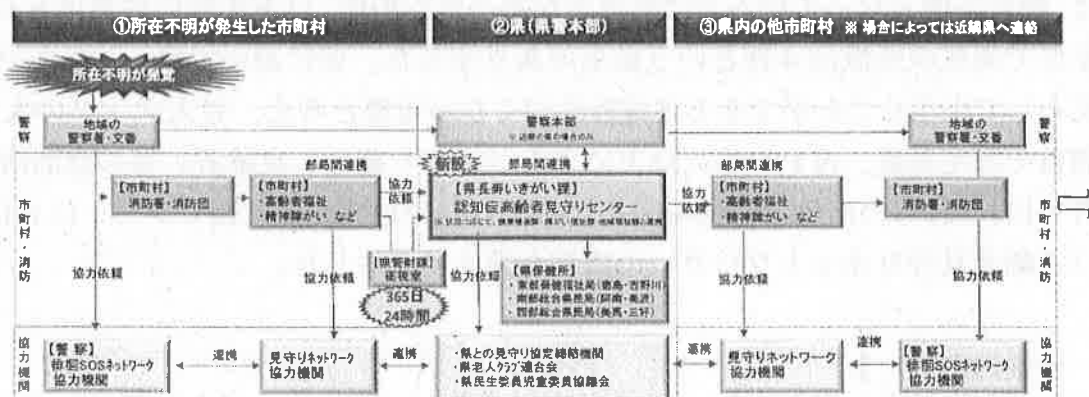 ①所在不明が発生した市町村
②県(県警本部)
③県内の他市町村 ※ 場合によっては近隣県へ連絡
所在不明が発覚
警察
地域の
警察署・交番
警察本部
地域の
警察署・交番
警察
新設
部局間連携
部局間連携
市町村・消防
【市町村】
消防署・消防団
【市町村】
・高齢者福祉
・精神障がい など
協力
依頼
【県長寿いきがい課】
認知症高齢者見守りセンター
協力
依頼
【市町村】
・高齢者福祉
・精神障がい など
【市町村】
消防署・消防団
市町村・消防
協力依頼
協力依頼
【県管財課】
衛視室
365日
24時間
協力依頼
【県保健所】
・東部保健福祉局(徳島・吉野川)
・南部総合県民局(阿南・美波)
・西部総合県民局(美馬・三好)
協力依頼
協力依頼
協力機関
【警察】
徘徊SOSネットワーク
協力機関
連携
見守りネットワーク
協力機関
連携
・県との見守り協定締結機関
・県老人クラブ連合会
・県民生委員児童委員協議会
連携
見守りネットワーク
協力機関
連携
【警察】
徘徊SOSネットワーク
協力機関
協力機関